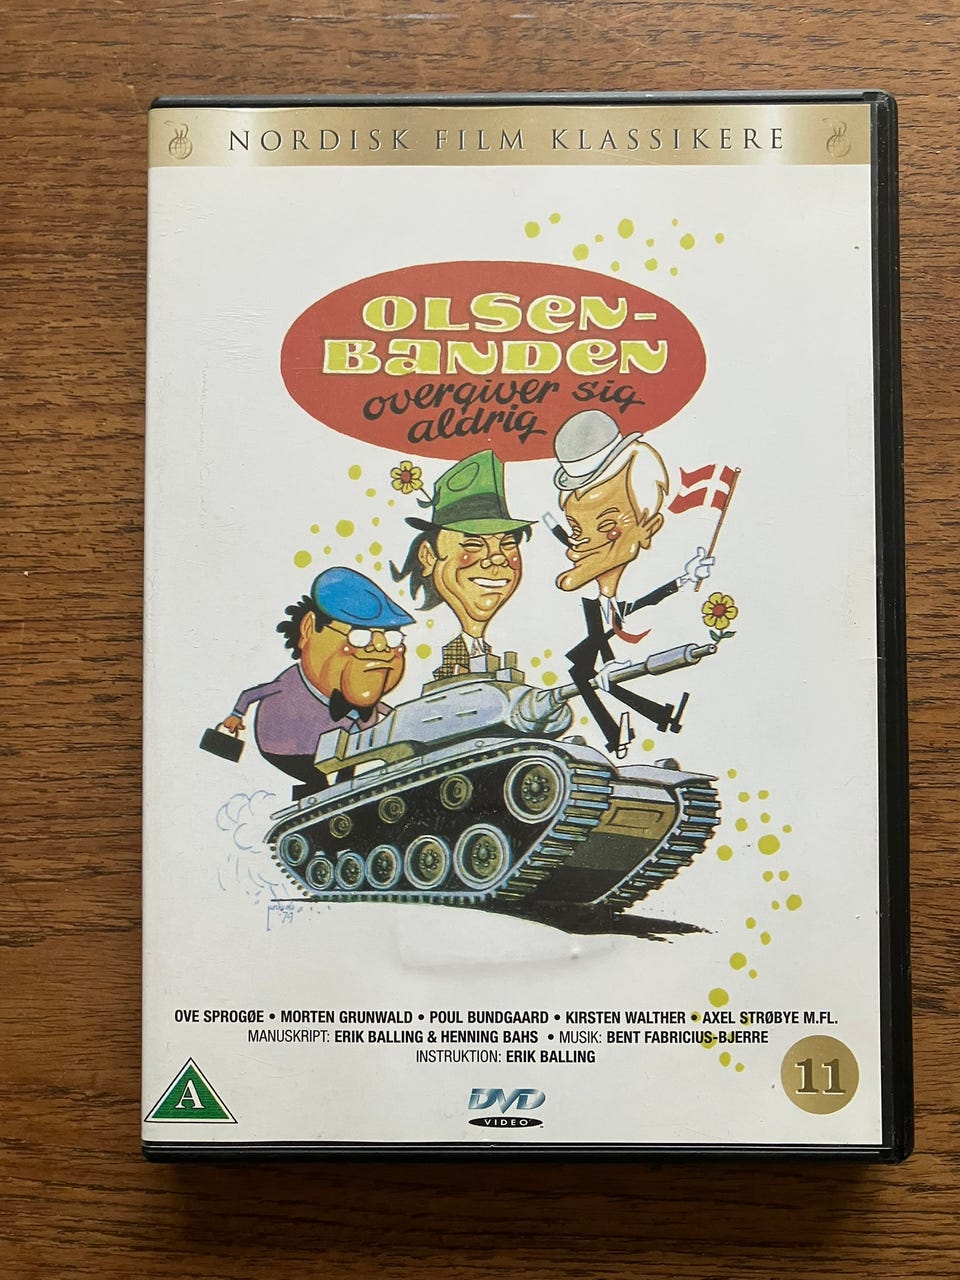 NORDISK FILM KLASSIKERE
OLSEN-
BANDEN
overgiver sig
aldrig
'79
OVE SPROGØE • MORTEN GRUNWALD • POUL BUNDGAARD • KIRSTEN WALTHER • AXEL STRØBYE M.FL.
MANUSKRIPT: ERIK BALLING & HENNING BAHS • MUSIK: BENT FABRICIUS-BJERRE
INSTRUKTION: ERIK BALLING
A
DVD
VIDEO
11